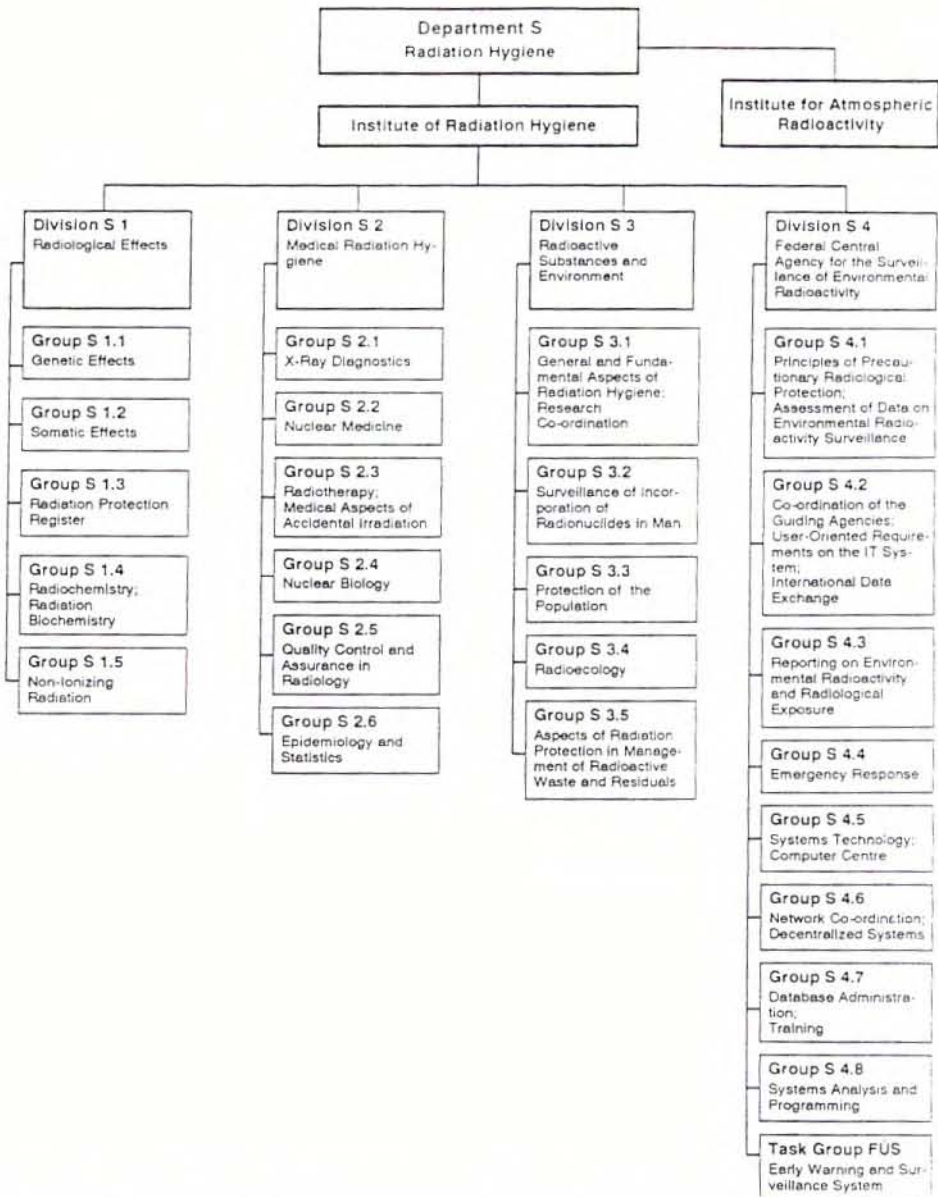 Department S
Radiation Hygiene
Institute for Atmospheric
Radioactivity
Institute of Radiation Hygiene
Division S 1
Radiological Effects
Group S 1.1
Genetic Effects
Group S 1.2
Somatic Effects
Group S 1.3
Radiation Protection
Register
Group S 1.4
Radiochemistry;
Radiation
Biochemistry
Group S 1.5
Non-Ionizing
Radiation
Division S 2
Medical Radiation Hy-
giene
Group S 2.1
X-Ray Diagnostics
Group S 2.2
Nuclear Medicine
Group S 2.3
Radiotherapy;
Medical Aspects of
Accidental Irradiation
Group S 2.4
Nuclear Biology
Group S 2.5
Quality Control and
Assurance in
Radiology
Group S 2.6
Epidemiology and
Statistics
Division S 3
Radioactive
Substances and
Environment
Group S 3.1
General and Funda-
mental Aspects of
Radiation Hygiene;
Research
Co-ordination
Group S 3.2
Surveillance of Incor-
poration of
Radionuclides in Man
Group S 3.3
Protection of the
Population
Group S 3.4
Radioecology
Group S 3.5
Aspects of Radiation
Protection in Manage-
ment of Radioactive
Waste and Residuals
Division S 4
Federal Central
Agency for the Surveil-
lance of Environmental
Radioactivity
Group S 4.1
Principles of Precau-
tionary Radiological
Protection;
Assessment of Data on
Environmental Radio-
activity Surveillance
Group S 4.2
Co-ordination of the
Guiding Agencies;
User-Oriented Require-
ments on the IT Sys-
tem;
International Data
Exchange
Group S 4.3
Reporting on Environ-
mental Radioactivity
and Radiological
Exposure
Group S 4.4
Emergency Response
Group S 4.5
Systems Technology;
Computer Centre
Group S 4.6
Network Co-ordination;
Decentralized Systems
Group S 4.7
Database Administra-
tion;
Training
Group S 4.8
Systems Analysis and
Programming
Task Group FÜS
Early Warning and Sur-
veillance System